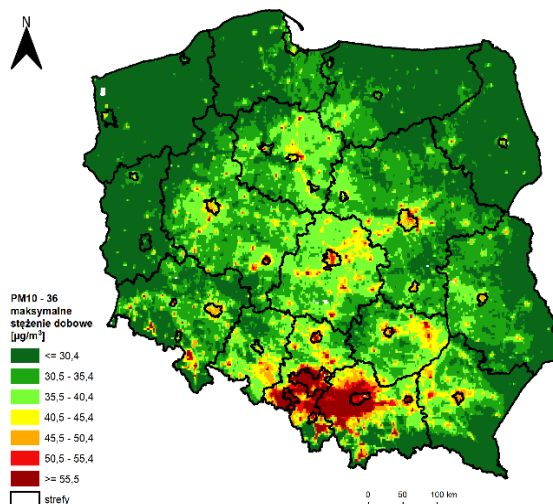 N
PM10 - 36
maksymalne
stężenie dobowe
[µg/m³]
<= 30,4
30,5 - 35,4
35,5 - 40,4
40,5 - 45,4
45,5 - 50,4
50,5 - 55,4
>= 55,5
strefy
0 50 100 km